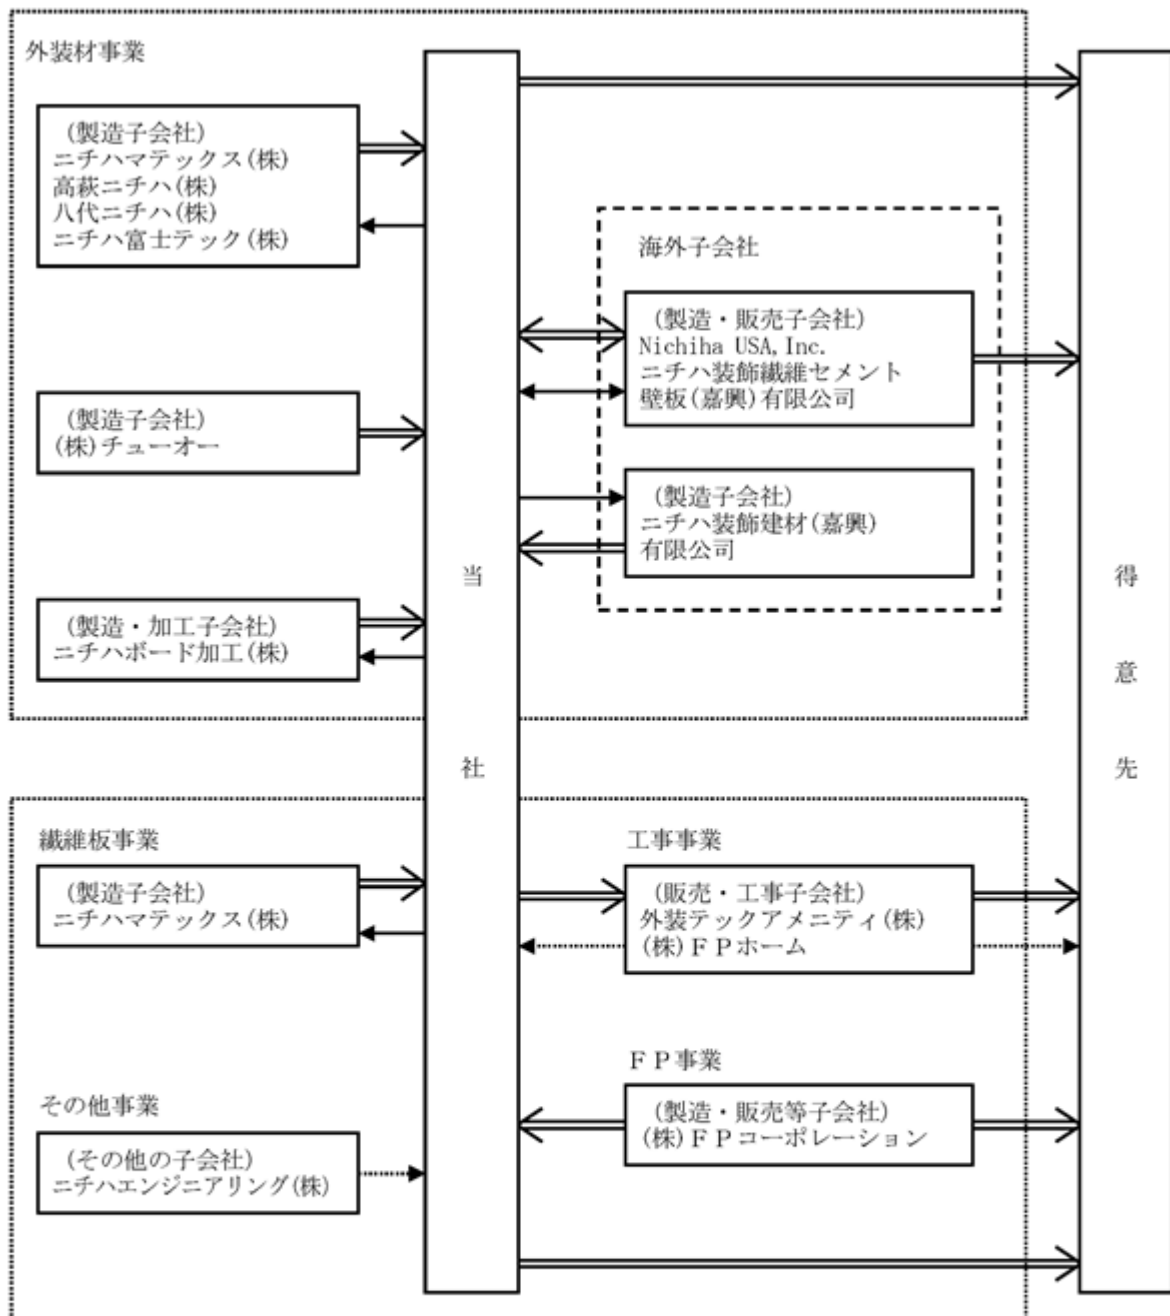 外装材事業
(製造子会社)
ニチハマテックス(株)
高萩ニチハ(株)
八代ニチハ(株)
ニチハ富士テック(株)
(製造子会社)
(株)チューオー
(製造・加工子会社)
ニチハボード加工(株)
海外子会社
(製造・販売子会社)
Nichiha USA,Inc.
ニチハ装飾繊維セメント
壁板(嘉興)有限公司
(製造子会社)
ニチハ装飾建材(嘉興)
有限公司
当
社
得
意
先
繊維板事業
(製造子会社)
ニチハマテックス(株)
その他事業
(その他の子会社)
ニチハエンジニアリング(株)
工事事業
(販売・工事子会社)
外装テックアメニティ(株)
(株)ＦＰホーム
ＦＰ事業
(製造・販売等子会社)
(株)ＦＰコーポレーション